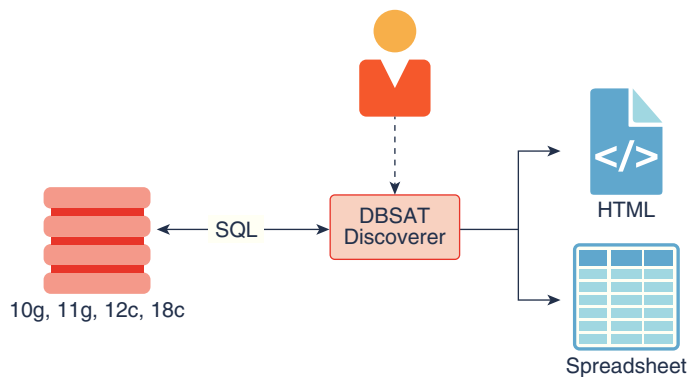 </>
HTML
DBSAT
Discoverer
SQL
10g, 11g, 12c, 18c
Spreadsheet